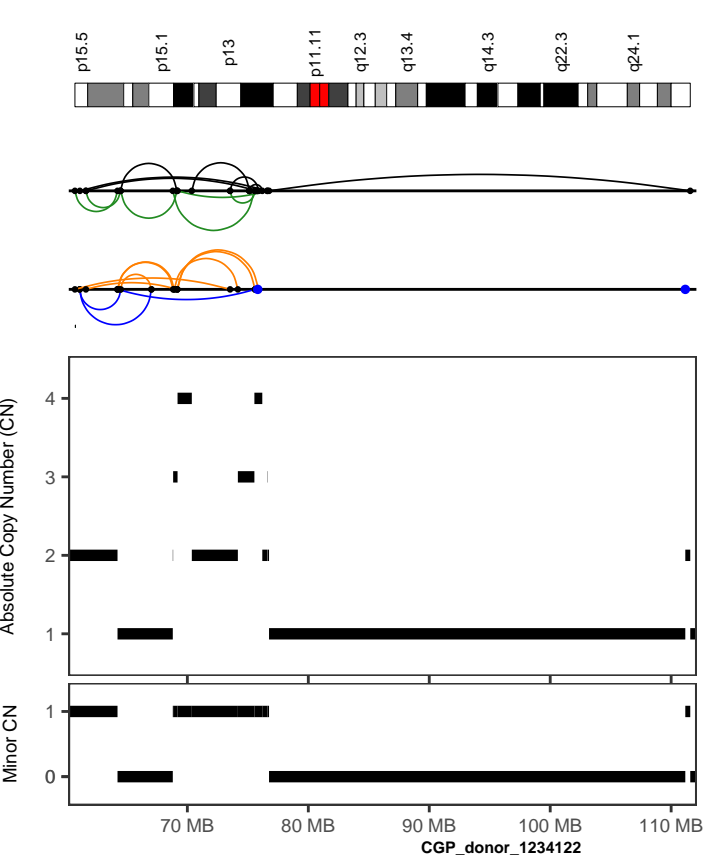 p15.5
p15.1
p13
p11.11
q12.3
q13.4
q14.3
q22.3
q24.1
Absolute Copy Number (CN)
4
3
2
1
Minor CN
1
0
70 MB 80 MB 90 MB 100 MB 110 MB
CGP_donor_1234122